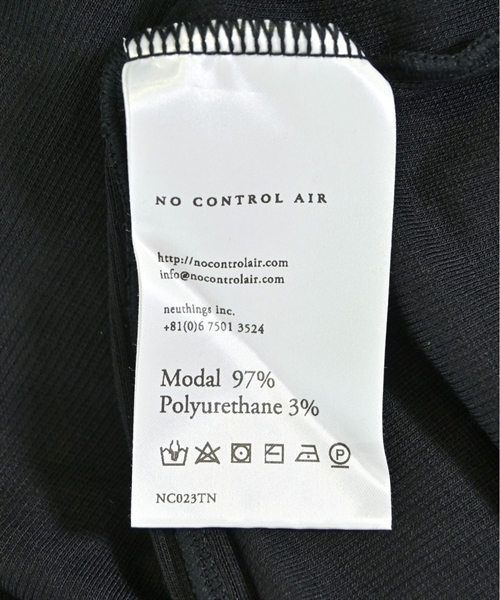 NO CONTROL AIR
http://nocontrolair.com
info@nocontrolair.com
neuthings inc.
+81(0)6 7501 3524
Modal 97%
Polyurethane 3%
P
NC023TN